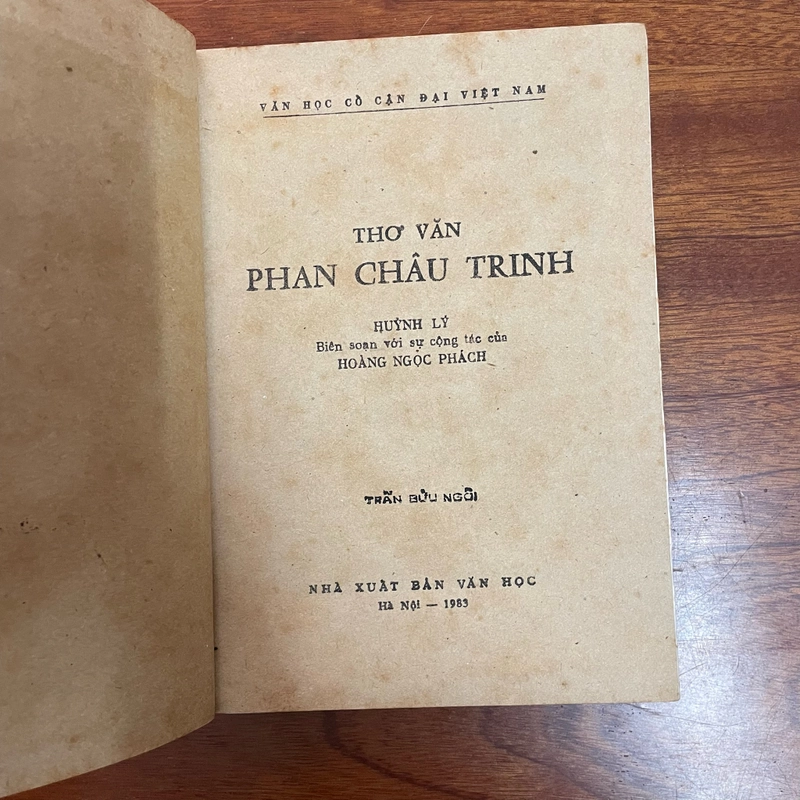 VĂN HỌC CỔ CẬN ĐẠI VIỆT NAM
THƠ VĂN
PHAN CHÂU TRINH
HUỲNH LÝ
Biên soạn với sự cộng tác của
HOÀNG NGỌC PHÁCH
TRẦN BỬU NGÔI
NHÀ XUẤT BẢN VĂN HỌC
Hà Nội — 1983